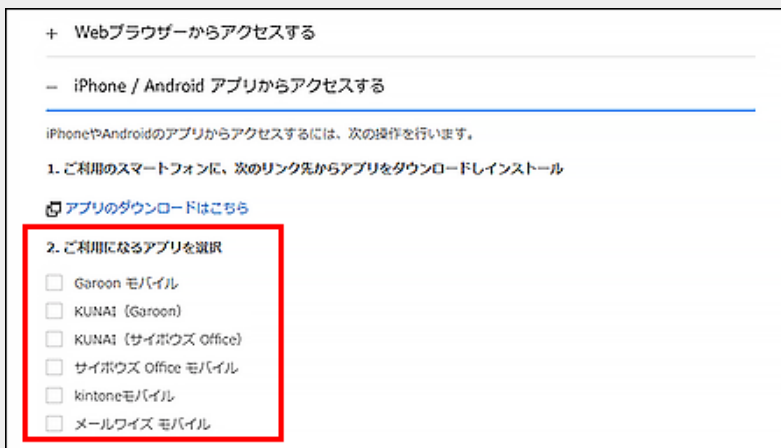 + Webブラウザーからアクセスする
− iPhone / Android アプリからアクセスする
iPhoneやAndroidのアプリからアクセスするには、次の操作を行います。
1. ご利用のスマートフォンに、次のリンク先からアプリをダウンロードしインストール
アプリのダウンロードはこちら
2. ご利用になるアプリを選択
Garoon モバイル
KUNAI（Garoon）
KUNAI（サイボウズ Office）
サイボウズ Office モバイル
kintoneモバイル
メールワイズ モバイル